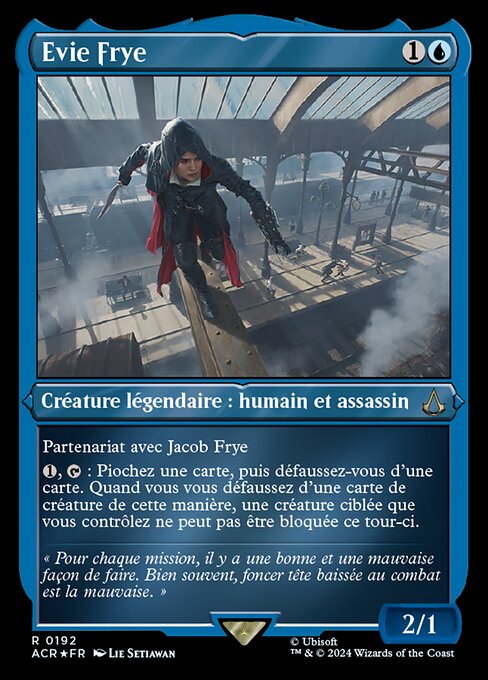 Evie Frye 1
Créature légendaire : humain et assassin
Partenariat avec Jacob Frye
1, : Piochez une carte, puis défaussez-vous d'une
carte. Quand vous vous défaussez d'une carte de
créature de cette manière, une créature ciblée que
vous contrôlez ne peut pas être bloquée ce tour-ci.
« Pour chaque mission, il y a une bonne et une mauvaise
façon de faire. Bien souvent, foncer tête baissée au combat
est la mauvaise. »
2/1
R 0192 © Ubisoft
ACR★FR Lie Setiawan ™ & © 2024 Wizards of the Coast